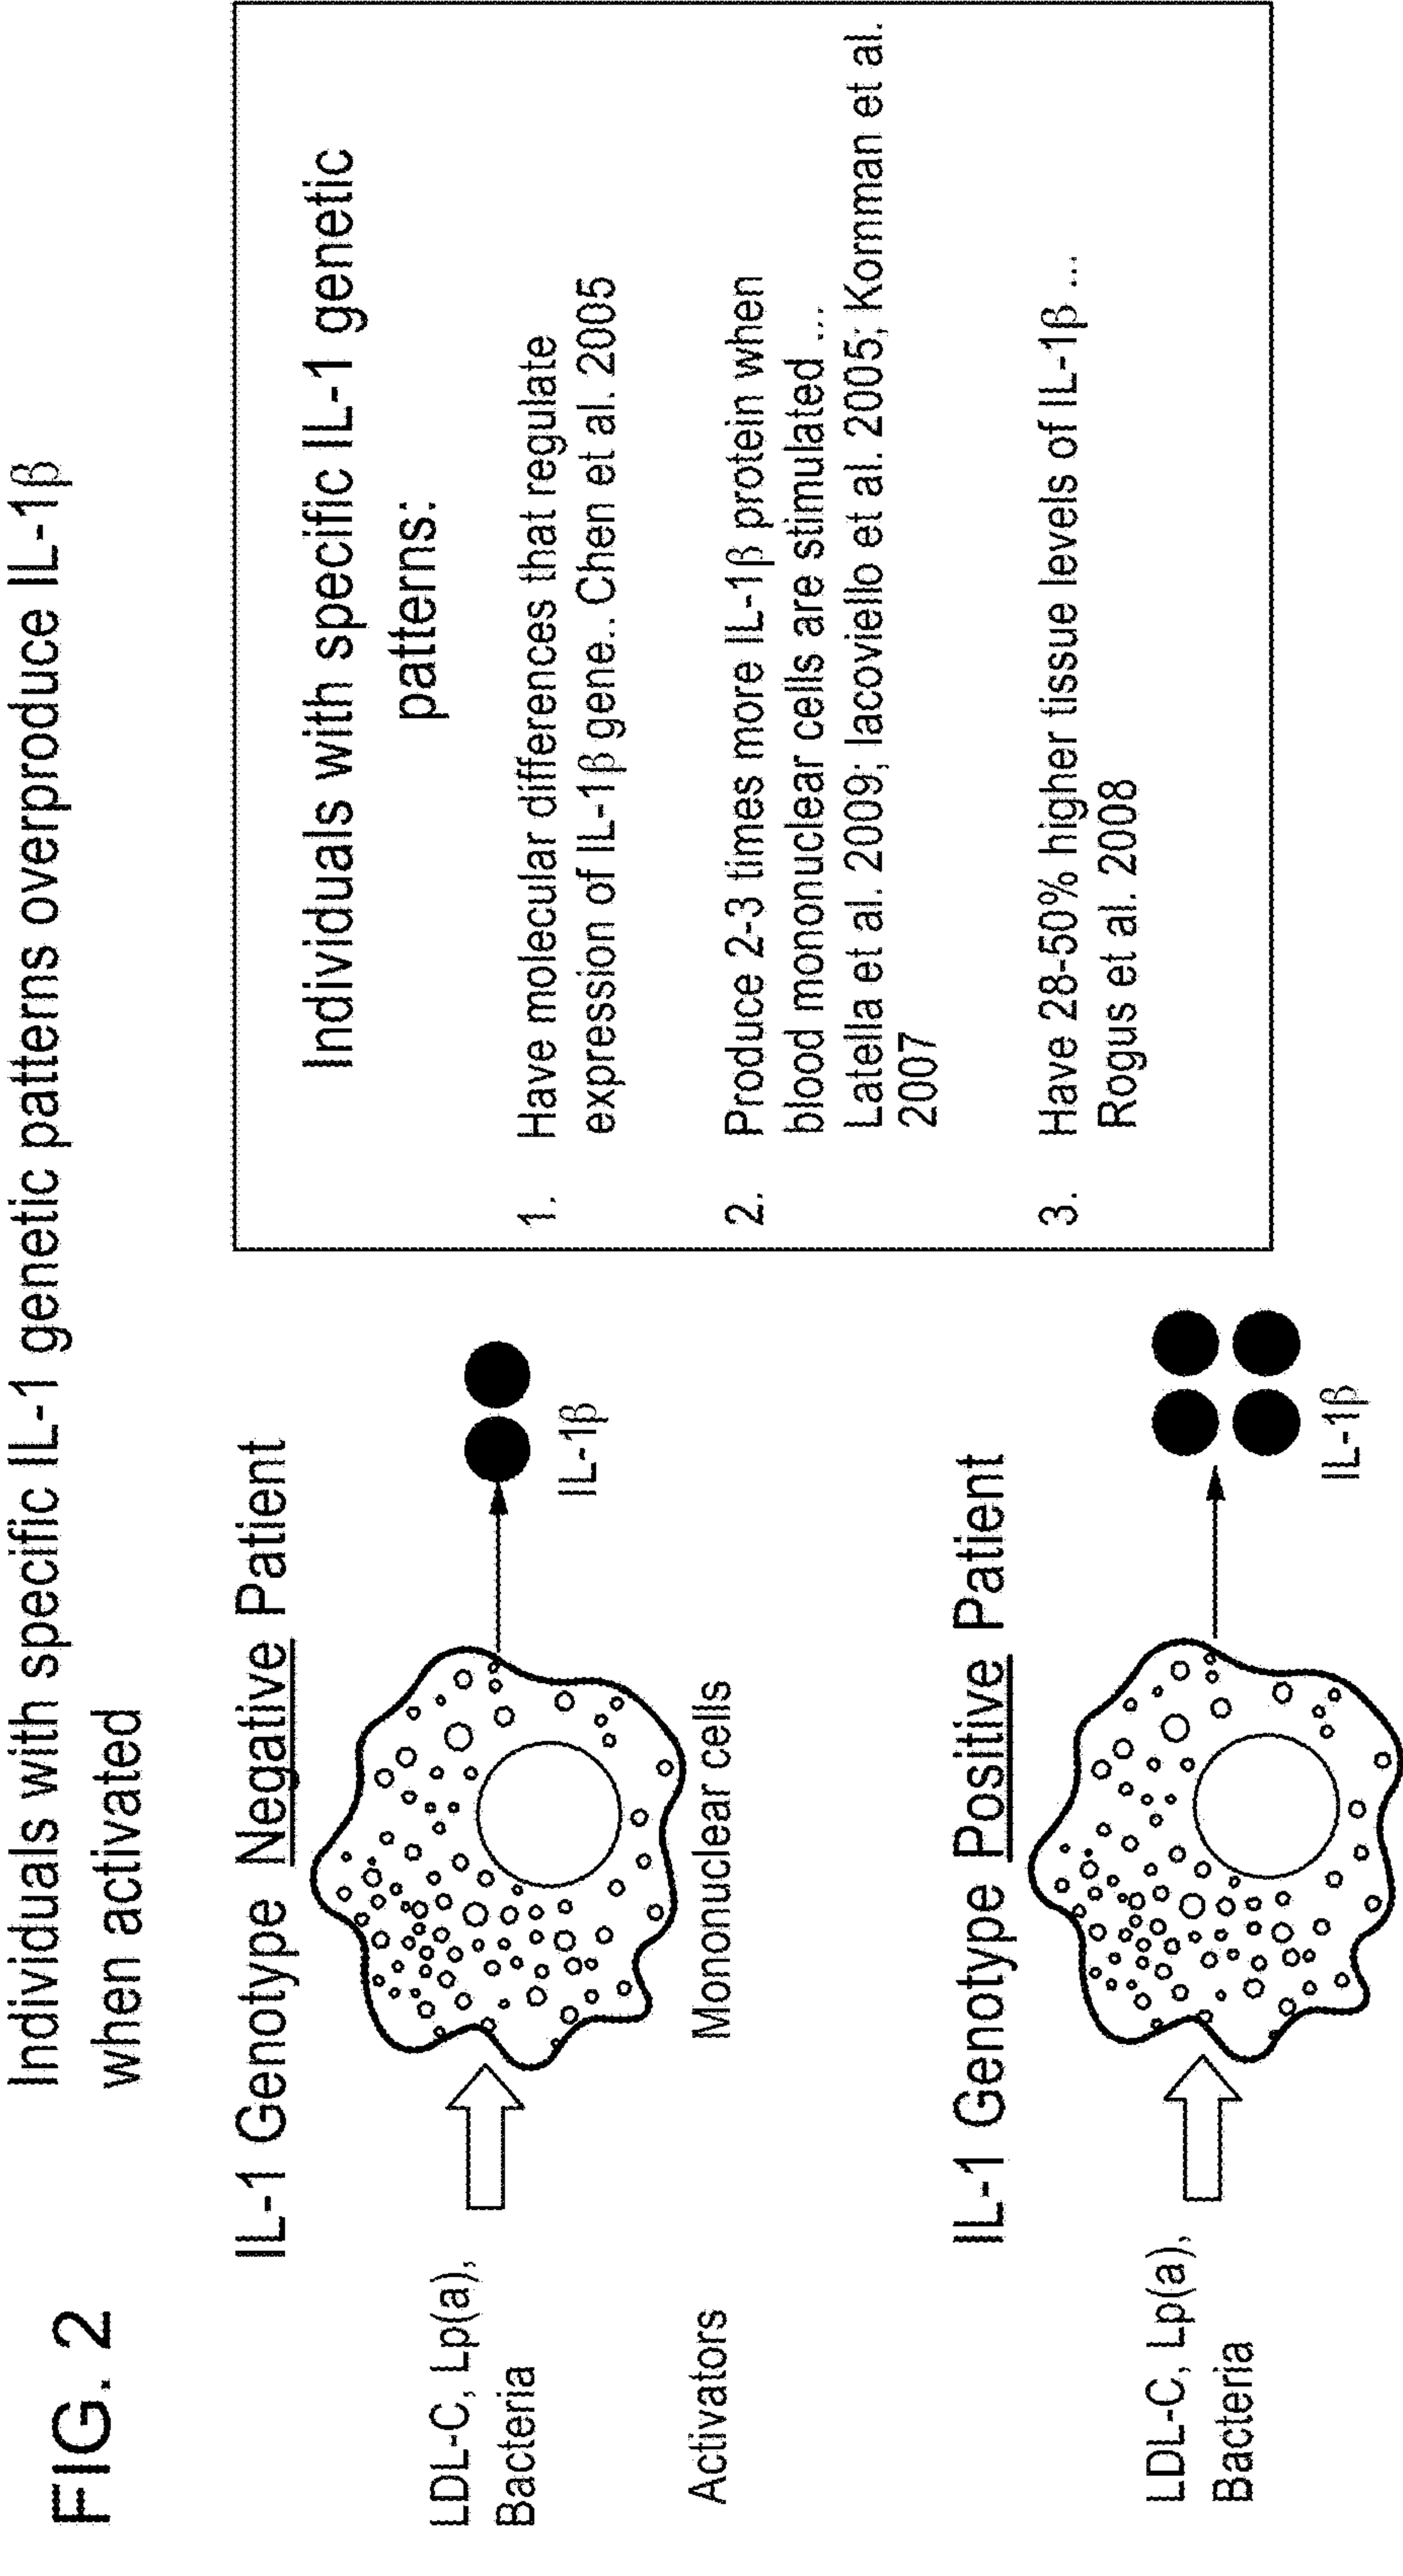 FIG. 2
Individuals with specific IL-1 genetic patterns overproduce IL-1β
when activated
IL-1 Genotype Negative Patient
LDL-C, Lp(a),
Bacteria
IL-1β
Activators
Mononuclear cells
IL-1 Genotype Positive Patient
LDL-C, Lp(a),
Bacteria
IL-1β
Individuals with specific IL-1 genetic
patterns:
1. Have molecular differences that regulate
expression of IL-1β gene.. Chen et al. 2005
2. Produce 2-3 times more IL-1β protein when
blood mononuclear cells are stimulated ...
Latella et al. 2009; Iacoviello et al. 2005; Kornman et al.
2007
3. Have 28-50% higher tissue levels of IL-1β ...
Rogus et al. 2008